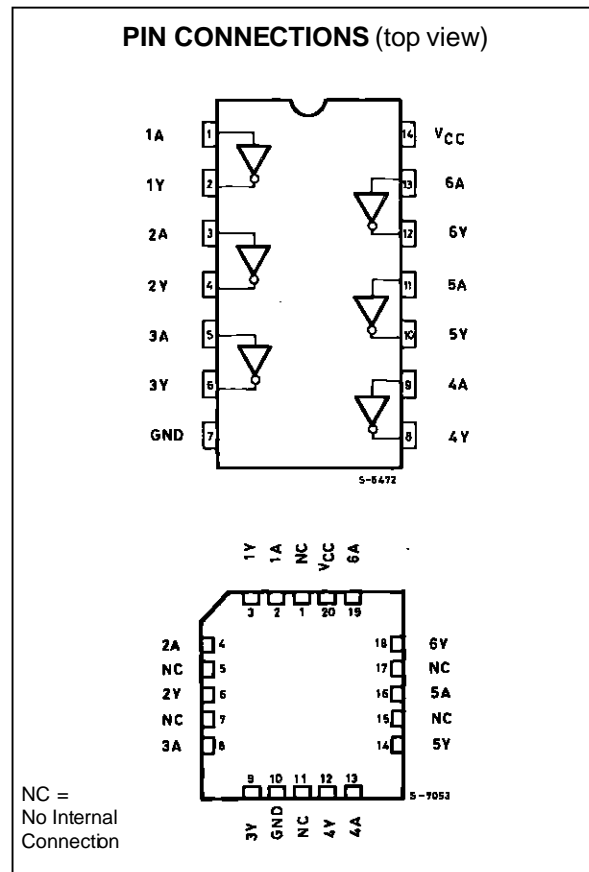 PIN CONNECTIONS (top view)
1A 1 14 VCC
1Y 2 13 6A
2A 3 12 6Y
2Y 4 11 5A
3A 5 10 5Y
3Y 6 9 4A
GND 7 8 4Y
S-5472
1Y 1A NC VCC 6A
3 2 1 20 19
2A 4 18 6Y
NC 5 17 NC
2Y 6 16 5A
NC 7 15 NC
3A 8 14 5Y
9 10 11 12 13
S-7053
3Y GND NC 4Y 4A
NC =
No Internal
Connection